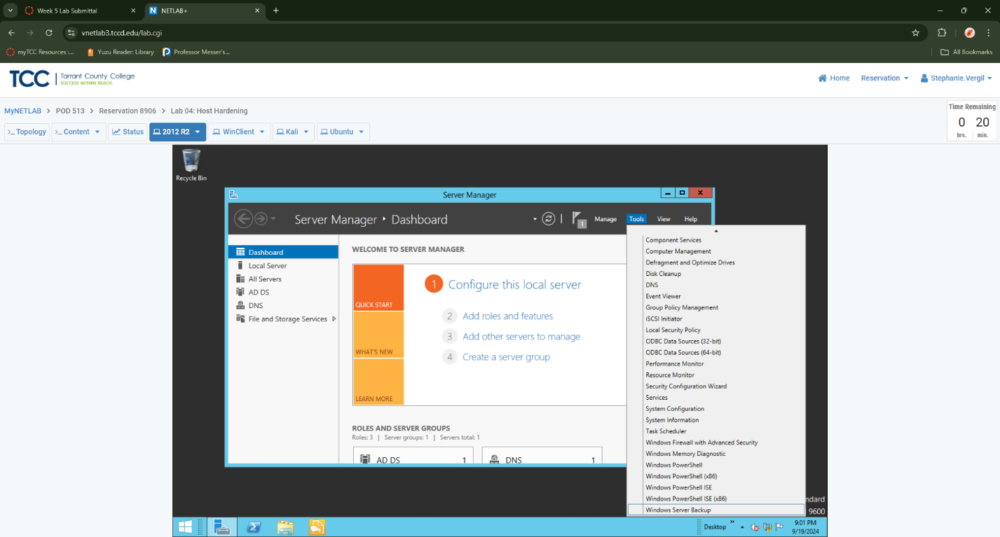 Week 5 Lab Submittal
NETLAB+
vnetlab3.tccd.edu/lab.cgi
myTCC Resources :...
Yuzu Reader: Library
Professor Messer's...
All Bookmarks
TCC
Tarrant County College
SUCCESS WITHIN REACH.
Home
Reservation
Stephanie.Vergil
MyNETLAB > POD 513 > Reservation 8906 > Lab 04: Host Hardening
Time Remaining
0 20
hrs. min.
>_ Topology
>_ Content
Status
2012 R2
WinClient
Kali
Ubuntu
Recycle Bin
Server Manager
Server Manager ‣ Dashboard
1
Manage
Tools
View
Help
Dashboard
Local Server
All Servers
AD DS
DNS
File and Storage Services
WELCOME TO SERVER MANAGER
QUICK START
WHAT'S NEW
LEARN MORE
1 Configure this local server
2 Add roles and features
3 Add other servers to manage
4 Create a server group
ROLES AND SERVER GROUPS
Roles: 3 | Server groups: 1 | Servers total: 1
AD DS 1
DNS 1
Component Services
Computer Management
Defragment and Optimize Drives
Disk Cleanup
DNS
Event Viewer
Group Policy Management
iSCSI Initiator
Local Security Policy
ODBC Data Sources (32-bit)
ODBC Data Sources (64-bit)
Performance Monitor
Resource Monitor
Security Configuration Wizard
Services
System Configuration
System Information
Task Scheduler
Windows Firewall with Advanced Security
Windows Memory Diagnostic
Windows PowerShell
Windows PowerShell (x86)
Windows PowerShell ISE
Windows PowerShell ISE (x86)
Windows Server Backup
ndard
9600
Desktop
9:01 PM
9/19/2024